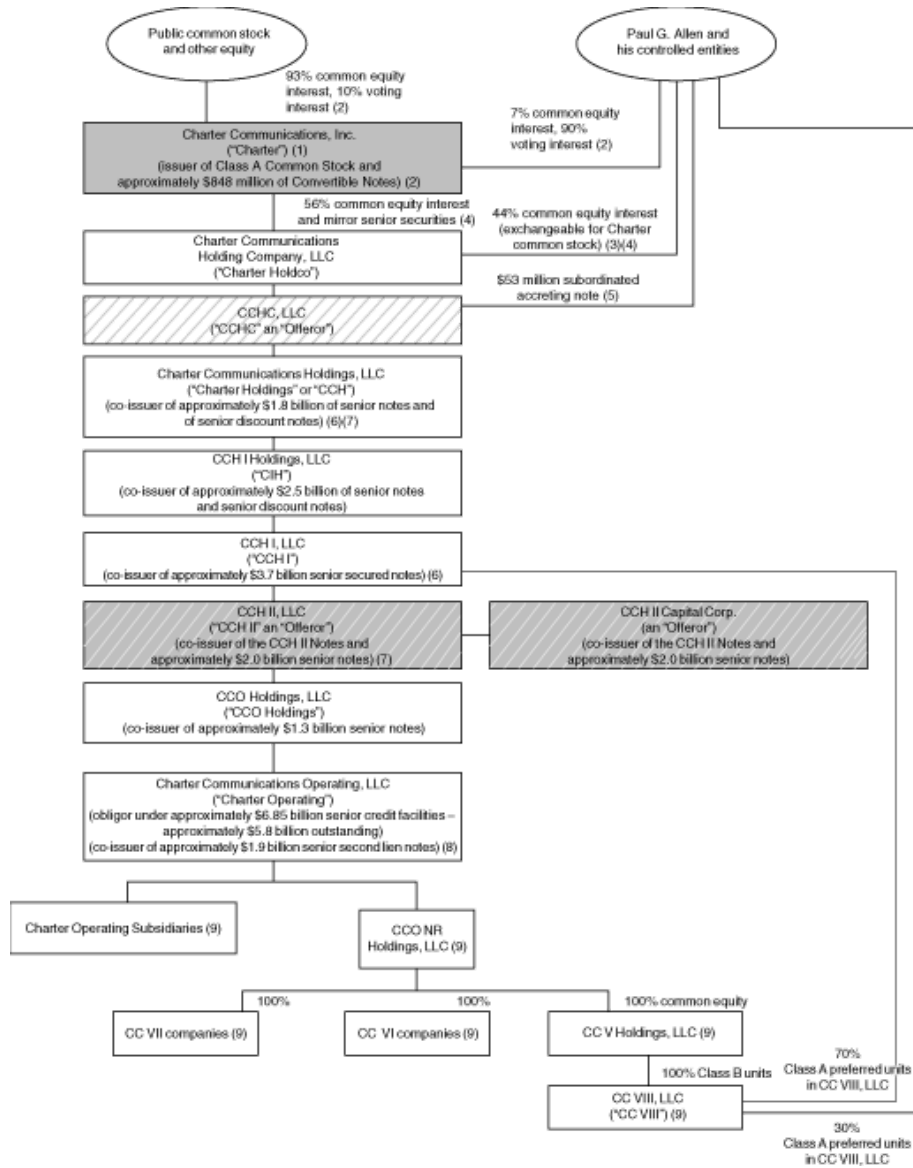 Public common stock
and other equity
Paul G. Allen and
his controlled entities
93% common equity
interest, 10% voting
interest (2)
7% common equity
interest, 90%
voting interest (2)
Charter Communications, Inc.
("Charter") (1)
(issuer of Class A Common Stock and
approximately $848 million of Convertible Notes) (2)
56% common equity interest
and mirror senior securities (4)
44% common equity interest
(exchangeable for Charter
common stock) (3)(4)
Charter Communications
Holding Company, LLC
("Charter Holdco")
$53 million subordinated
accreting note (5)
CCHC, LLC
("CCHC" an "Offeror")
Charter Communications Holdings, LLC
("Charter Holdings" or "CCH")
(co-issuer of approximately $1.8 billion of senior notes and
of senior discount notes) (6)(7)
CCH I Holdings, LLC
("CIH")
(co-issuer of approximately $2.5 billion of senior notes
and senior discount notes)
CCH I, LLC
("CCH I")
(co-issuer of approximately $3.7 billion senior secured notes) (6)
CCH II, LLC
("CCH II" an "Offeror")
(co-issuer of the CCH II Notes and
approximately $2.0 billion senior notes) (7)
CCH II Capital Corp.
(an "Offeror")
(co-issuer of the CCH II Notes and
approximately $2.0 billion senior notes)
CCO Holdings, LLC
("CCO Holdings")
(co-issuer of approximately $1.3 billion senior notes)
Charter Communications Operating, LLC
("Charter Operating")
(obligor under approximately $6.85 billion senior credit facilities –
approximately $5.8 billion outstanding)
(co-issuer of approximately $1.9 billion senior second lien notes) (8)
Charter Operating Subsidiaries (9)
CCO NR
Holdings, LLC (9)
100%
100%
100% common equity
CC VII companies (9)
CC VI companies (9)
CC V Holdings, LLC (9)
100% Class B units
70%
Class A preferred units
in CC VIII, LLC
CC VIII, LLC
("CC VIII") (9)
30%
Class A preferred units
in CC VIII, LLC